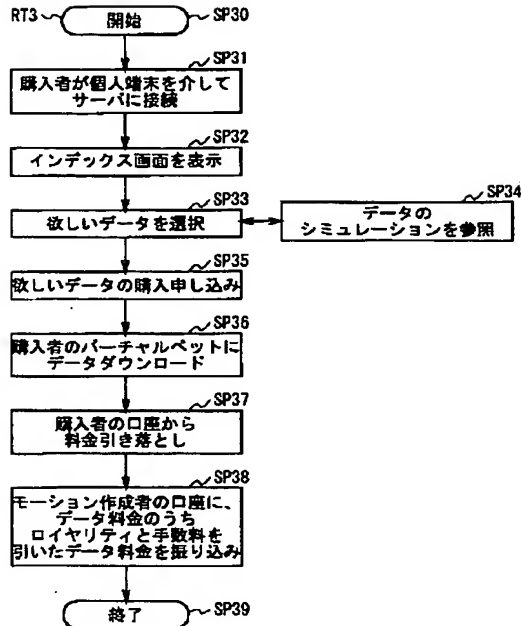 RT3 開始 SP30
SP31
購入者が個人端末を介して
サーバに接続
SP32
インデックス画面を表示
SP33
欲しいデータを選択
SP34
データの
シミュレーションを参照
SP35
欲しいデータの購入申し込み
SP36
購入者のバーチャルペットに
データダウンロード
SP37
購入者の口座から
料金引き落とし
SP38
モーション作成者の口座に、
データ料金のうち
ロイヤリティと手数料を
引いたデータ料金を振り込み
終了 SP39